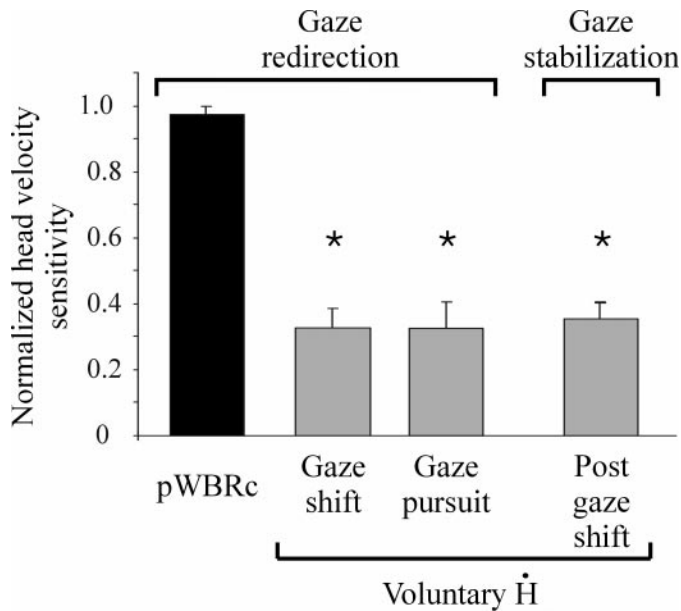 Gaze
redirection
Gaze
stabilization
Normalized head velocity
sensitivity
1.0
0.8
0.6
0.4
0.2
0
*
*
*
pWBRc
Gaze
shift
Gaze
pursuit
Post
gaze
shift
Voluntary Ḣ